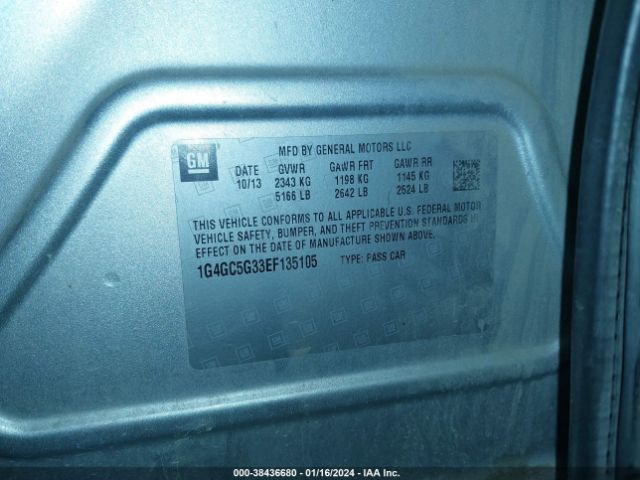 GM
MFD BY GENERAL MOTORS LLC
DATE GVWR GAWR FRT GAWR RR
10/13 2343 KG 1198 KG 1145 KG
5166 LB 2642 LB 2524 LB
THIS VEHICLE CONFORMS TO ALL APPLICABLE U.S. FEDERAL MOTOR
VEHICLE SAFETY, BUMPER, AND THEFT PREVENTION STANDARDS IN
EFFECT ON THE DATE OF MANUFACTURE SHOWN ABOVE.
1G4GC5G33EF135105 TYPE: PASS CAR
000-38436680 - 01/16/2024 - IAA Inc.